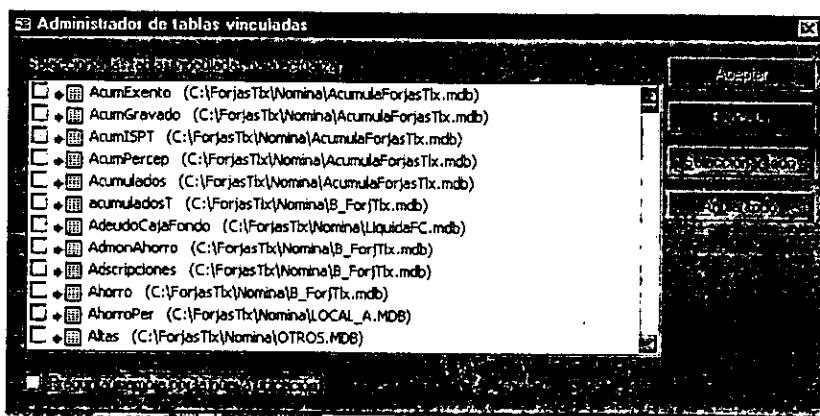 Administrador de tablas vinculadas
Aceptar
AcumExento (C:\ForjasTlx\Nomina\AcumulaForjasTlx.mdb)
AcumGravado (C:\ForjasTlx\Nomina\AcumulaForjasTlx.mdb)
AcumISPT (C:\ForjasTlx\Nomina\AcumulaForjasTlx.mdb)
AcumPercep (C:\ForjasTlx\Nomina\AcumulaForjasTlx.mdb)
Acumulados (C:\ForjasTlx\Nomina\AcumulaForjasTlx.mdb)
acumuladosT (C:\ForjasTlx\Nomina\B_ForjTlx.mdb)
AdeudoCajaFondo (C:\ForjasTlx\Nomina\LiquidaFC.mdb)
AdmonAhorro (C:\ForjasTlx\Nomina\B_ForjTlx.mdb)
Adscripciones (C:\ForjasTlx\Nomina\B_ForjTlx.mdb)
Ahorro (C:\ForjasTlx\Nomina\B_ForjTlx.mdb)
AhorroPer (C:\ForjasTlx\Nomina\LOCAL_A.MDB)
Altas (C:\ForjasTlx\Nomina\OTROS.MDB)